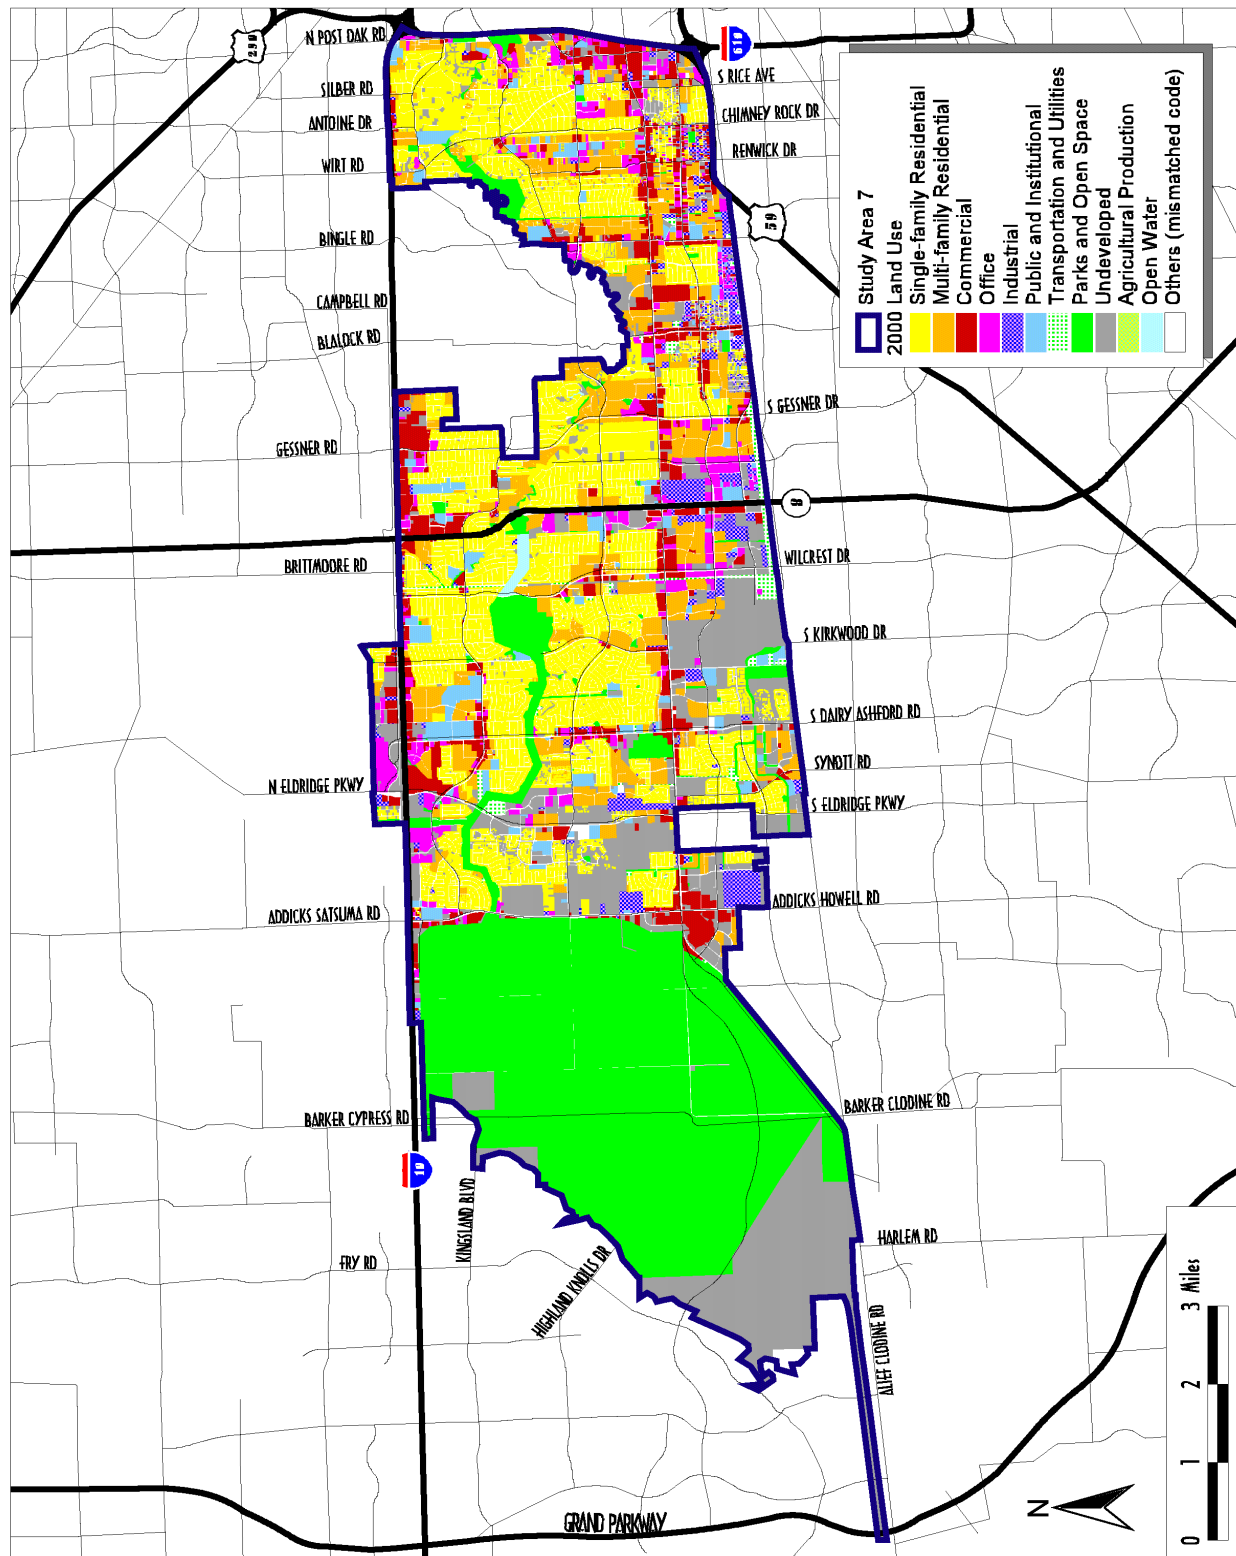 N POST OAK RD
290
610
SILBER RD
S RICE AVE
ANTOINE DR
CHIMNEY ROCK DR
WIRT RD
RENWICK DR
59
BINGLE RD
CAMPBELL RD
BLALOCK RD
S GESSNER DR
GESSNER RD
8
BRITTMOORE RD
WILCREST DR
S KIRKWOOD DR
S DAIRY ASHFORD RD
SYNOTT RD
N ELDRIDGE PKWY
S ELDRIDGE PKWY
ADDICKS SATSUMA RD
ADDICKS HOWELL RD
BARKER CYPRESS RD
BARKER CLODINE RD
10
KINGSLAND BLVD
HARLEM RD
FRY RD
HIGHLAND KNOLLS DR
ALIEF CLODINE RD
GRAND PARKWAY
Study Area 7
2000 Land Use
Single-family Residential
Multi-family Residential
Commercial
Office
Industrial
Public and Institutional
Transportation and Utilities
Parks and Open Space
Undeveloped
Agricultural Production
Open Water
Others (mismatched code)
N
0 1 2 3 Miles